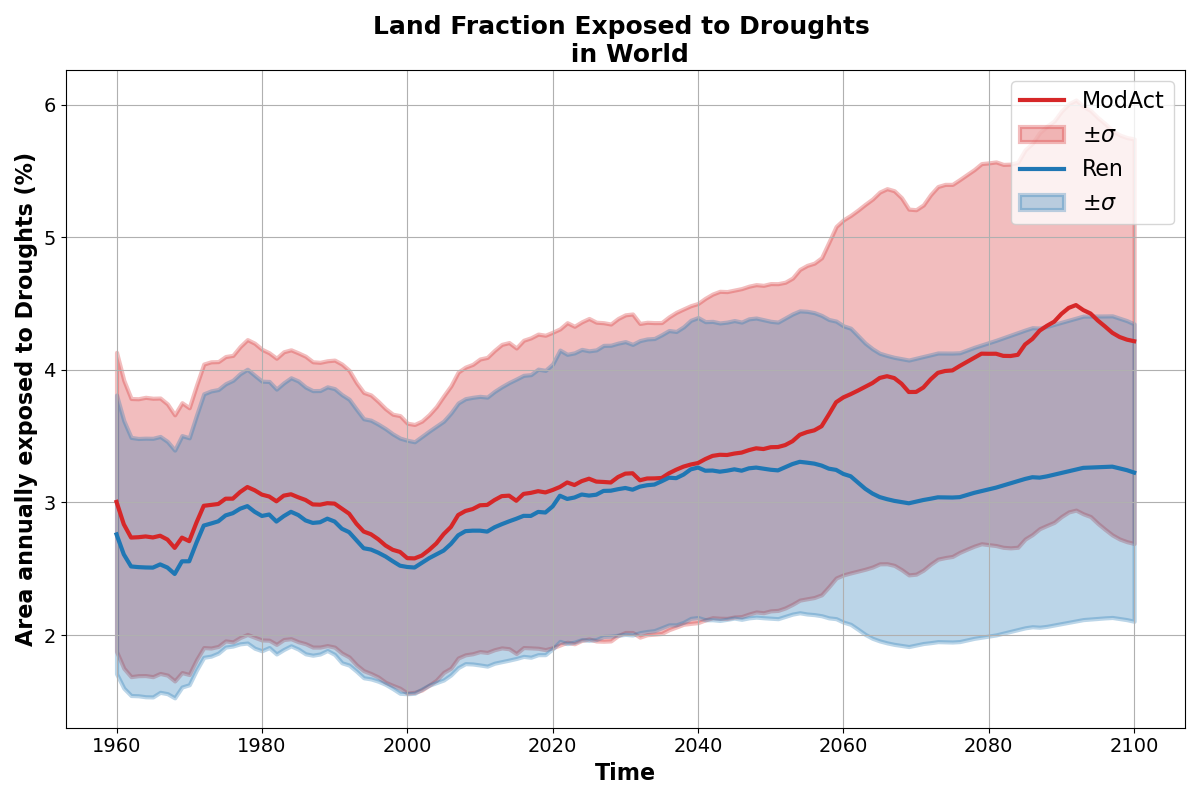 Land Fraction Exposed to Droughts
in World
Area annually exposed to Droughts (%)
6
5
4
3
2
ModAct
±σ
Ren
±σ
1960
1980
2000
2020
2040
2060
2080
2100
Time